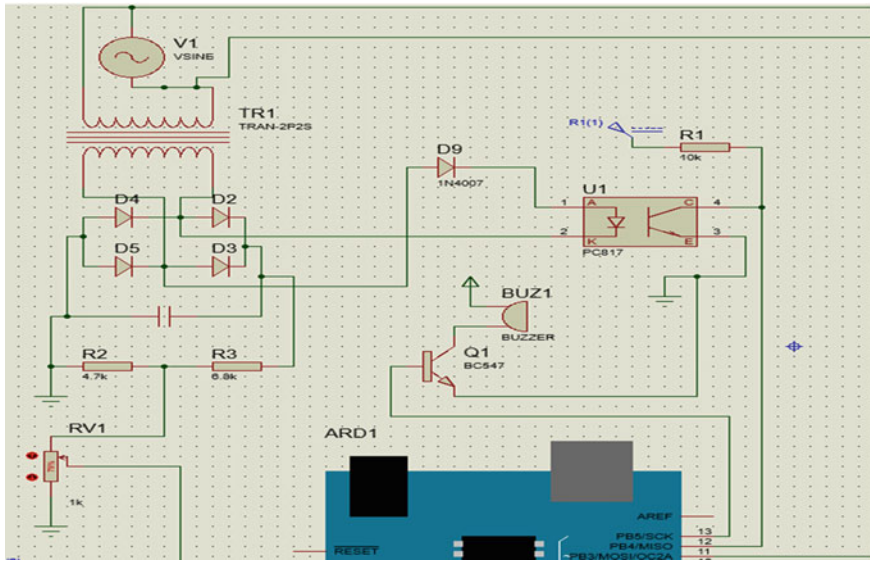 V1
VSINE
TR1
TRAN-2P2S
R1(1)
R1
10k
D9
1N4007
U1
1
A
C
4
2
K
E
3
PC817
D4
D2
D5
D3
BUZ1
BUZZER
R2
4.7k
R3
6.8k
Q1
BC547
RV1
75%
1k
ARD1
AREF
13
PB5/SCK
12
PB4/MISO
11
PB3/MOSI/OC2A
RESET